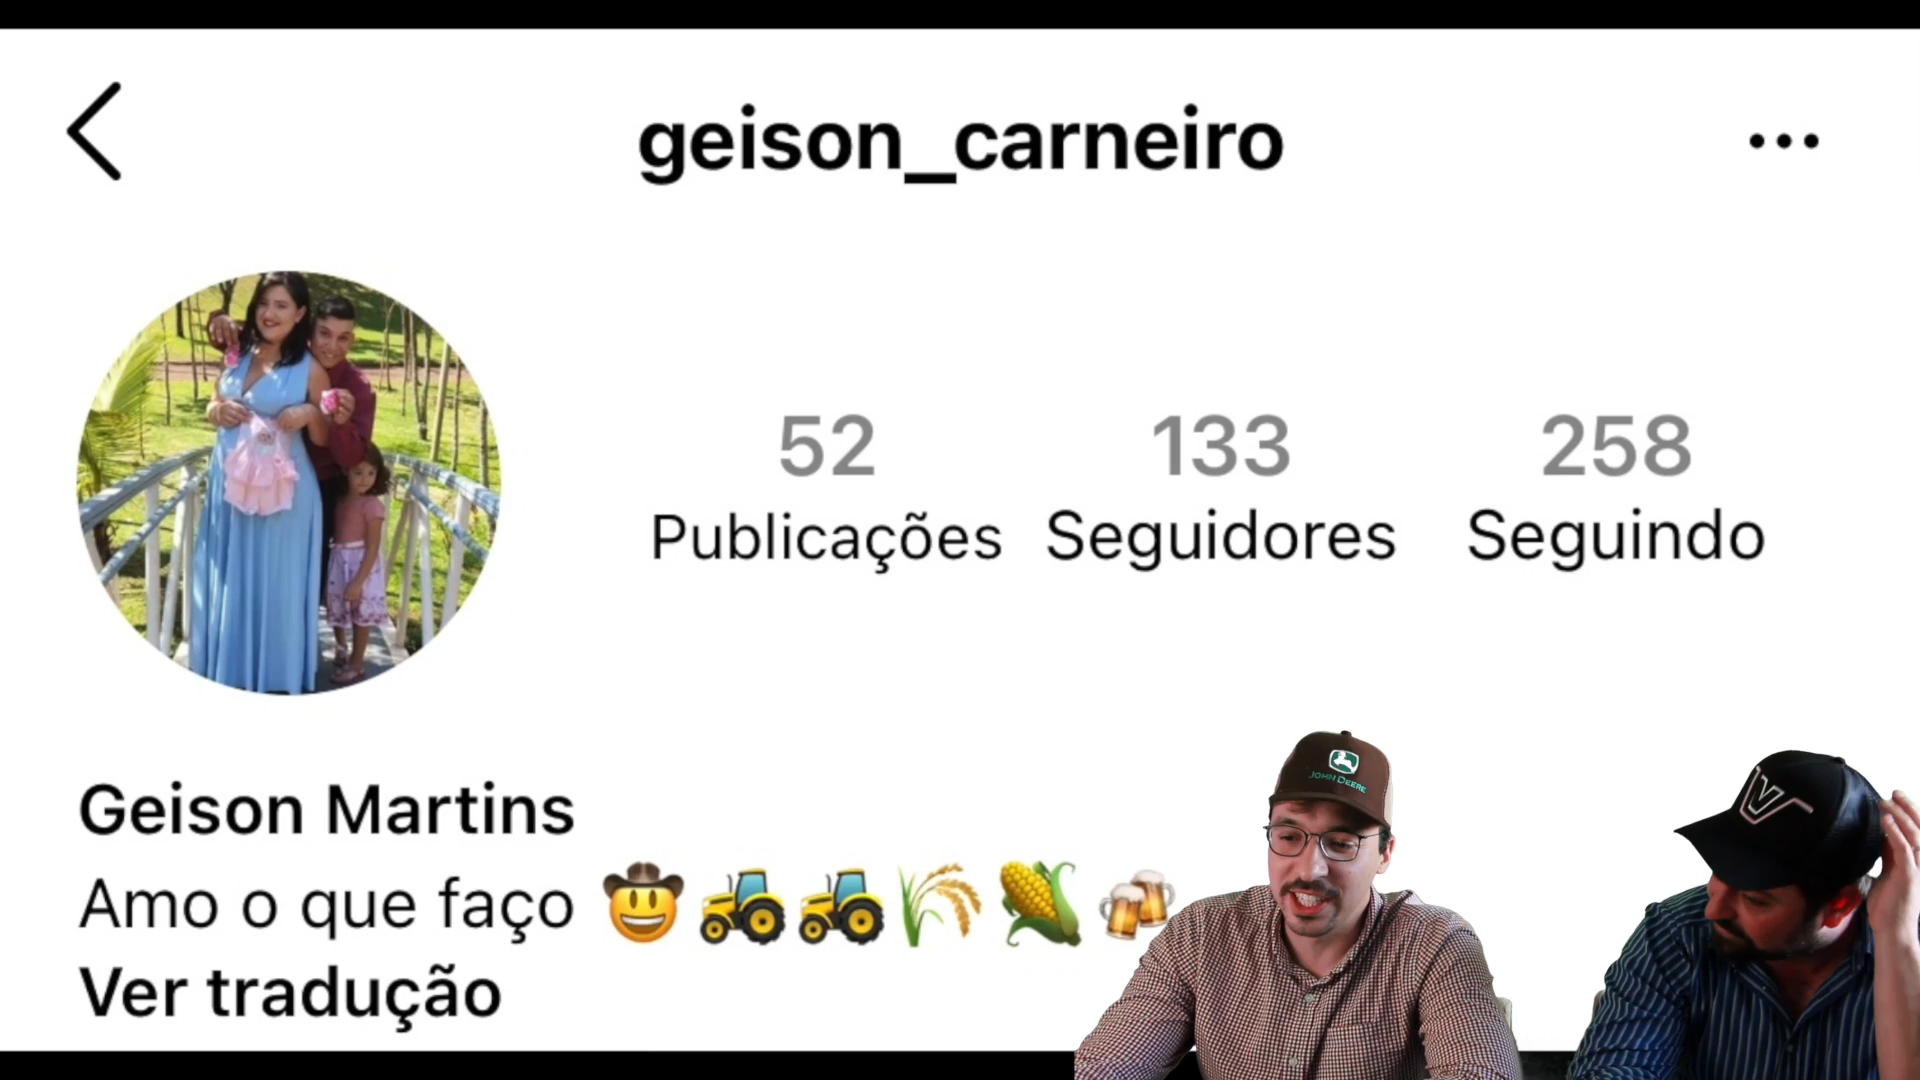 geison_carneiro
52 133 258
Publicações Seguidores Seguindo
Geison Martins
Amo o que faço 🤠🚜🚜🌾🌽🍻
Ver tradução
JOHN DEERE